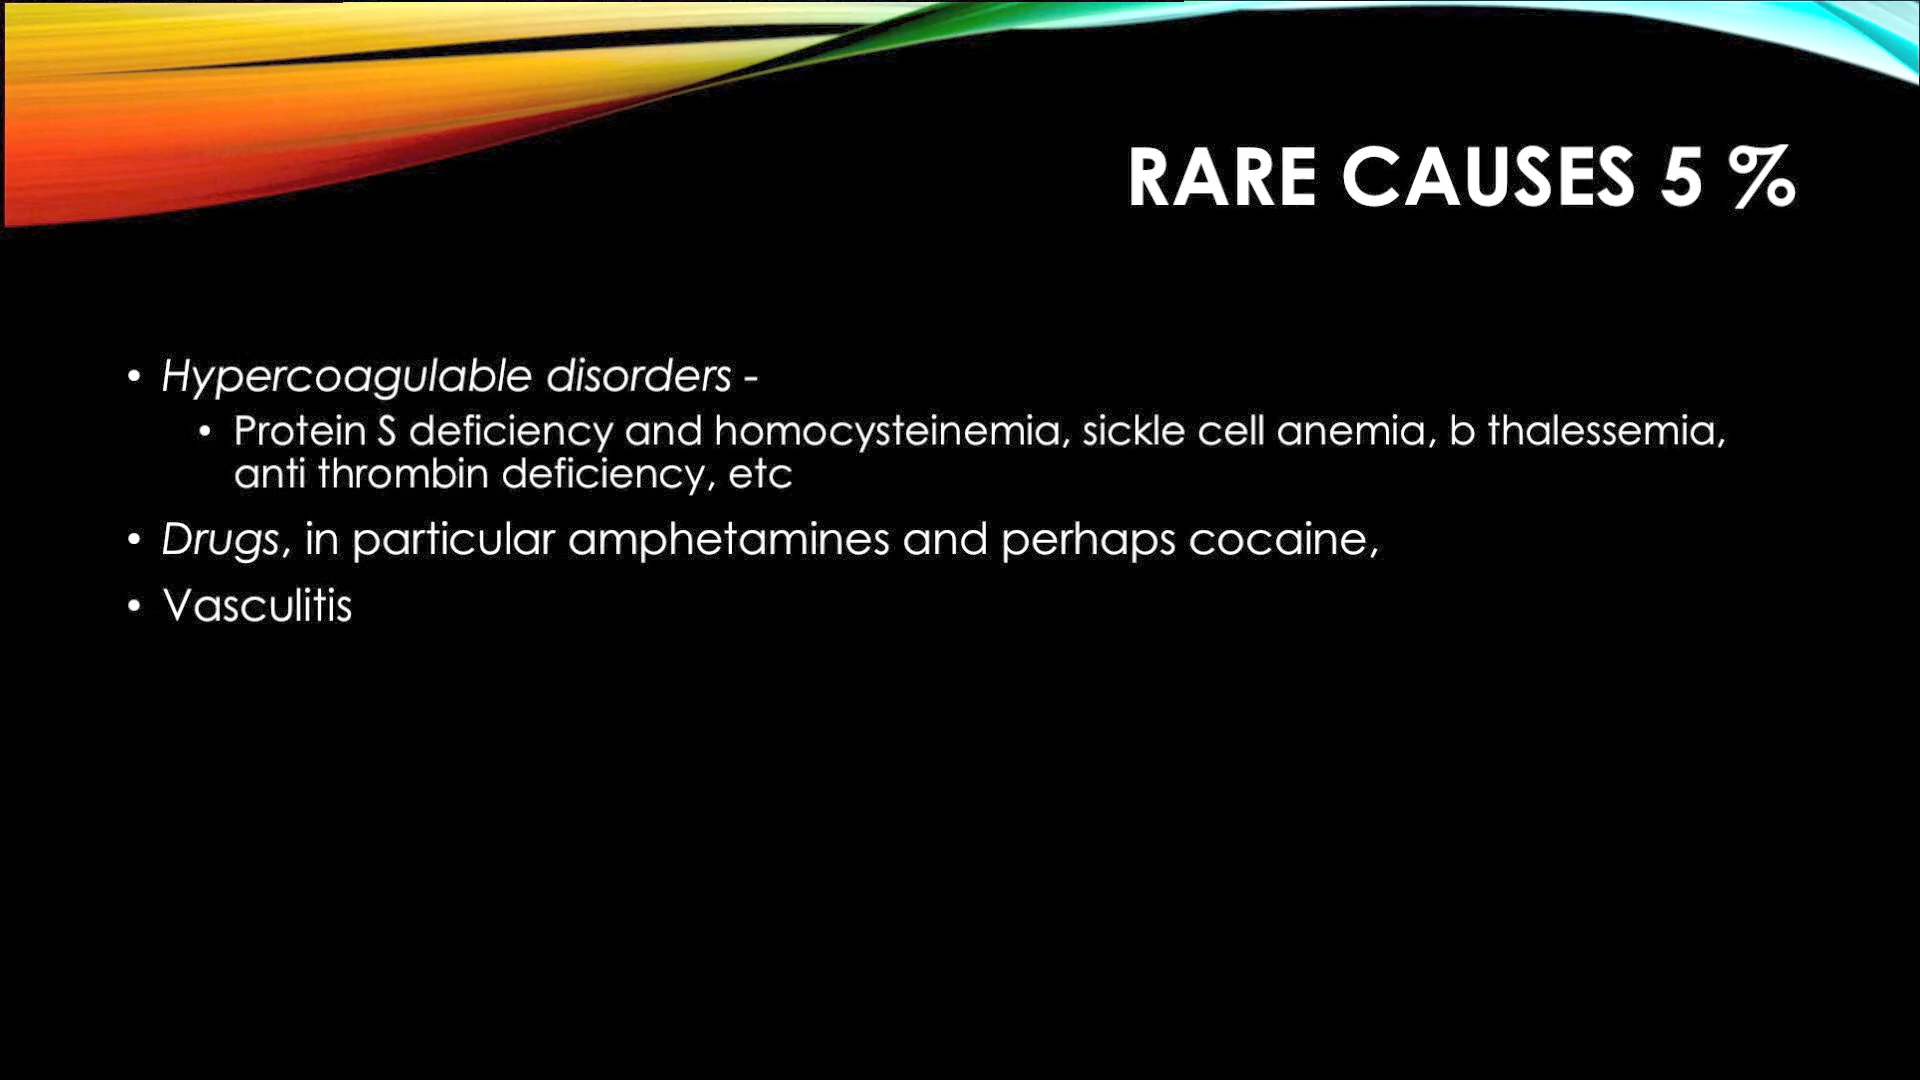 RARE CAUSES 5 %
• Hypercoagulable disorders -
• Protein S deficiency and homocysteinemia, sickle cell anemia, b thalessemia,
anti thrombin deficiency, etc
• Drugs, in particular amphetamines and perhaps cocaine,
• Vasculitis